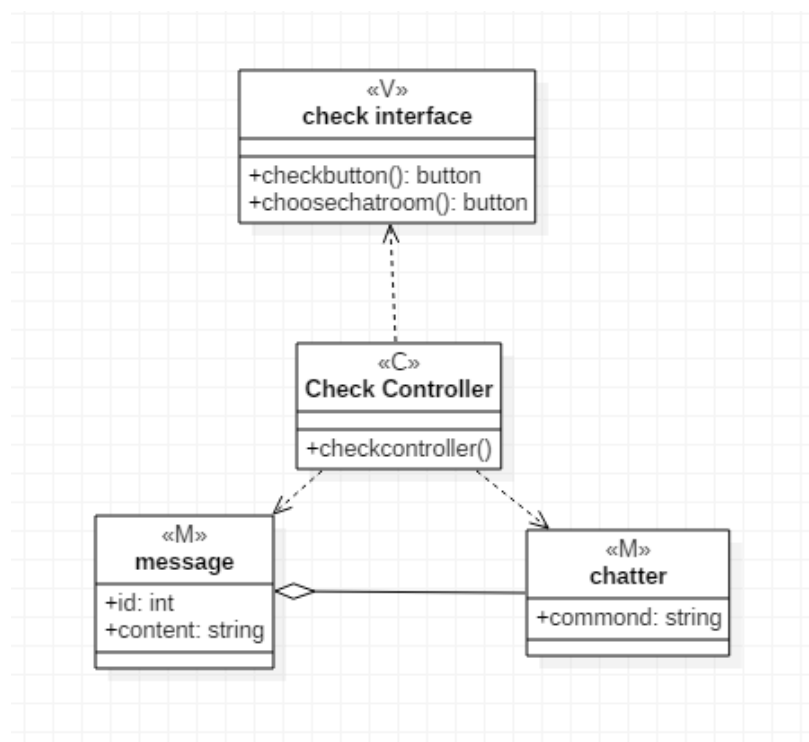 «V»
check interface
+checkbutton(): button
+choosechatroom(): button
«C»
Check Controller
+checkcontroller()
«M»
message
+id: int
+content: string
«M»
chatter
+commond: string